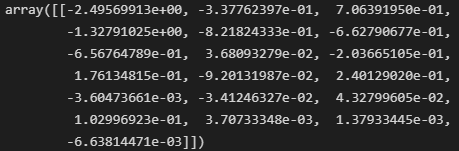 array([[-2.49569913e+00, -3.37762397e-01, 7.06391950e-01,
-1.32791025e+00, -8.21824333e-01, -6.62790677e-01,
-6.56764789e-01, 3.68093279e-02, -2.03665105e-01,
1.76134815e-01, -9.20131987e-02, 2.40129020e-01,
-3.60473661e-03, -3.41246327e-02, 4.32799605e-02,
1.02996923e-01, 3.70733348e-03, 1.37933445e-03,
-6.63814471e-03]])